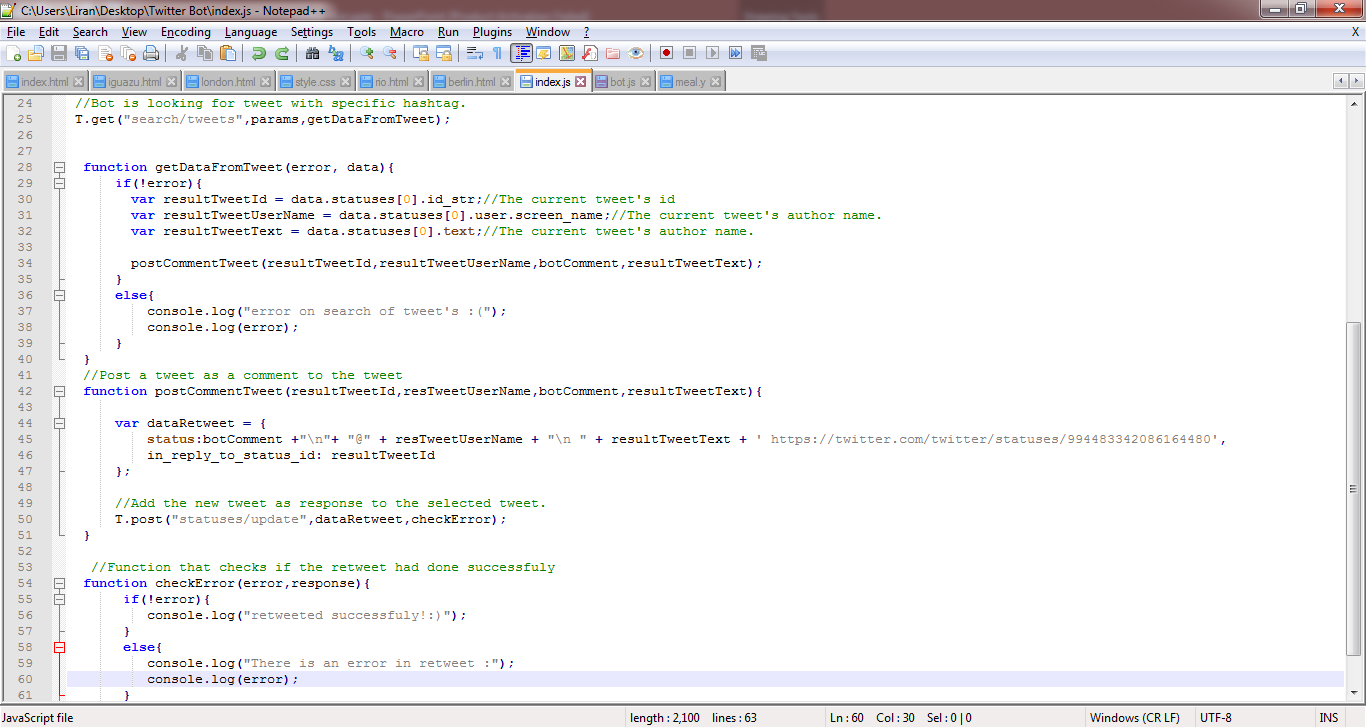 C:\Users\Liran\Desktop\Twitter Bot\index.js - Notepad++
File Edit Search View Encoding Language Settings Tools Macro Run Plugins Window ? X
index.html iguazu.html london.html style.css rio.html berlin.html index.js bot.js meal.y
24 //Bot is looking for tweet with specific hashtag.
25 T.get("search/tweets",params,getDataFromTweet);
26
27
28 function getDataFromTweet(error, data){
29 if(!error){
30 var resultTweetId = data.statuses[0].id_str;//The current tweet's id
31 var resultTweetUserName = data.statuses[0].user.screen_name;//The current tweet's author name.
32 var resultTweetText = data.statuses[0].text;//The current tweet's author name.
33
34 postCommentTweet(resultTweetId,resultTweetUserName,botComment,resultTweetText);
35 }
36 else{
37 console.log("error on search of tweet's :(");
38 console.log(error);
39 }
40 }
41 //Post a tweet as a comment to the tweet
42 function postCommentTweet(resultTweetId,resTweetUserName,botComment,resultTweetText){
43
44 var dataRetweet = {
45 status:botComment +"\n"+ "@" + resTweetUserName + "\n " + resultTweetText + ' https://twitter.com/twitter/statuses/994483342086164480',
46 in_reply_to_status_id: resultTweetId
47 };
48
49 //Add the new tweet as response to the selected tweet.
50 T.post("statuses/update",dataRetweet,checkError);
51 }
52
53 //Function that checks if the retweet had done successfuly
54 function checkError(error,response){
55 if(!error){
56 console.log("retweeted successfuly!:)");
57 }
58 else{
59 console.log("There is an error in retweet :");
60 console.log(error);
61 }
JavaScript file length : 2,100 lines : 63 Ln : 60 Col : 30 Sel : 0 | 0 Windows (CR LF) UTF-8 INS